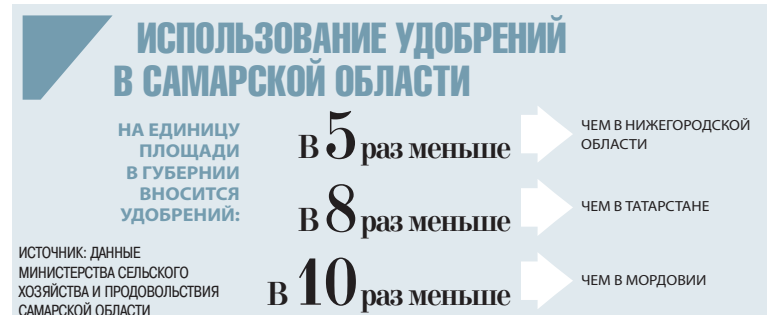 ИСПОЛЬЗОВАНИЕ УДОБРЕНИЙ
В САМАРСКОЙ ОБЛАСТИ
НА ЕДИНИЦУ
ПЛОЩАДИ
В ГУБЕРНИИ
ВНОСИТСЯ
УДОБРЕНИЙ:
в 5 раз меньше
ЧЕМ В НИЖЕГОРОДСКОЙ
ОБЛАСТИ
в 8 раз меньше
ЧЕМ В ТАТАРСТАНЕ
в 10 раз меньше
ЧЕМ В МОРДОВИИ
ИСТОЧНИК: ДАННЫЕ
МИНИСТЕРСТВА СЕЛЬСКОГО
ХОЗЯЙСТВА И ПРОДОВОЛЬСТВИЯ
САМАРСКОЙ ОБЛАСТИ